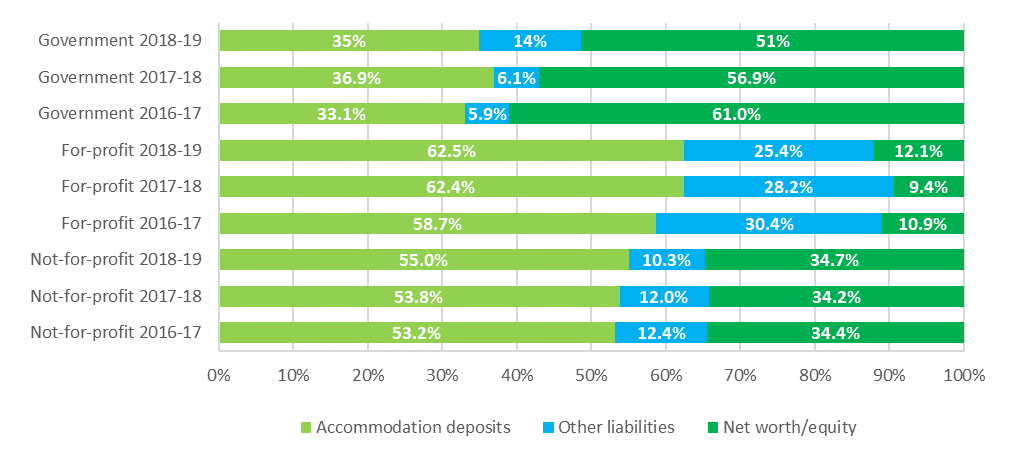 Government 2018-19 35% 14% 51%
Government 2017-18 36.9% 6.1% 56.9%
Government 2016-17 33.1% 5.9% 61.0%
For-profit 2018-19 62.5% 25.4% 12.1%
For-profit 2017-18 62.4% 28.2% 9.4%
For-profit 2016-17 58.7% 30.4% 10.9%
Not-for-profit 2018-19 55.0% 10.3% 34.7%
Not-for-profit 2017-18 53.8% 12.0% 34.2%
Not-for-profit 2016-17 53.2% 12.4% 34.4%
0% 10% 20% 30% 40% 50% 60% 70% 80% 90% 100%
Accommodation deposits Other liabilities Net worth/equity